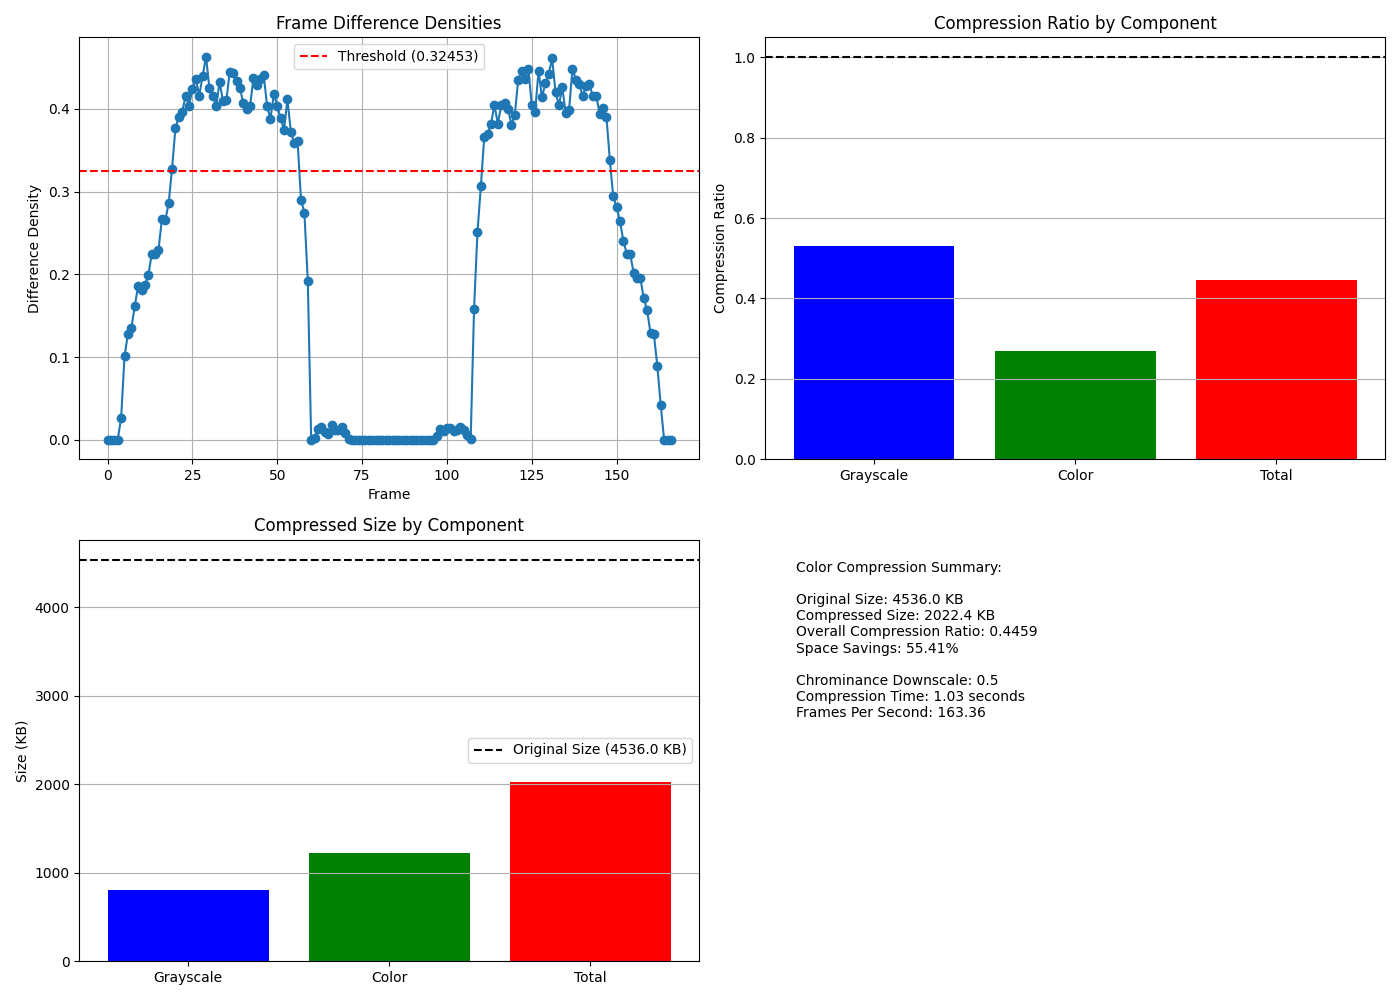 Frame Difference Densities
Threshold (0.32453)
0.4
0.3
0.2
0.1
0.0
Difference Density
0 25 50 75 100 125 150
Frame
Compression Ratio by Component
1.0
0.8
0.6
0.4
0.2
0.0
Compression Ratio
Grayscale Color Total
Compressed Size by Component
4000
3000
2000
1000
0
Size (KB)
Original Size (4536.0 KB)
Grayscale Color Total
Color Compression Summary:
Original Size: 4536.0 KB
Compressed Size: 2022.4 KB
Overall Compression Ratio: 0.4459
Space Savings: 55.41%
Chrominance Downscale: 0.5
Compression Time: 1.03 seconds
Frames Per Second: 163.36